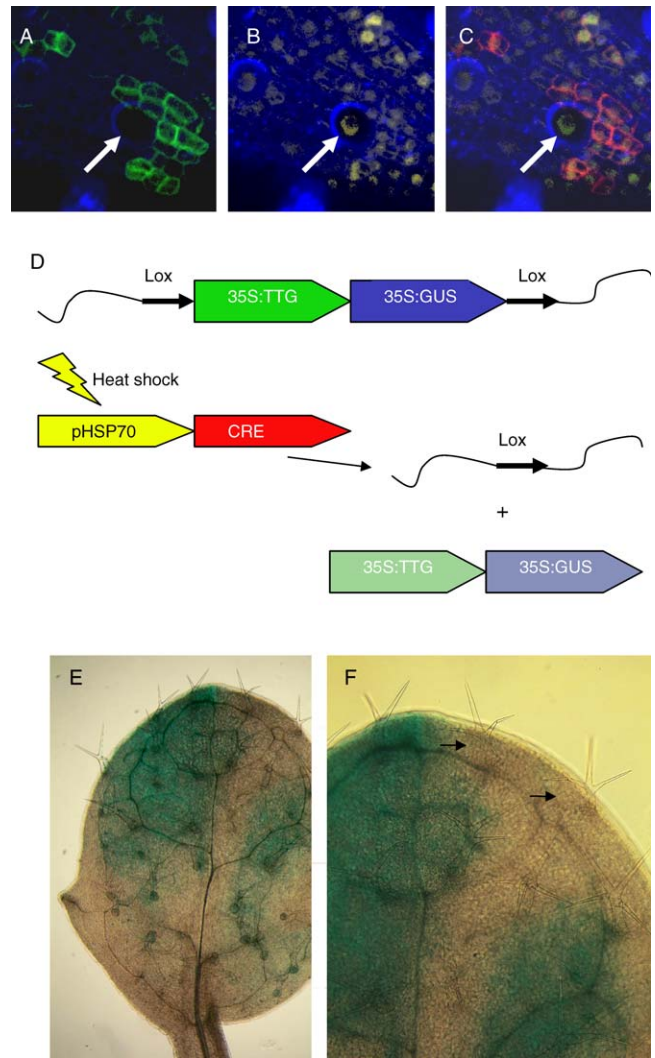 A
B
C
D
Lox
35S:TTG
35S:GUS
Lox
Heat shock
pHSP70
CRE
Lox
+
35S:TTG
35S:GUS
E
F